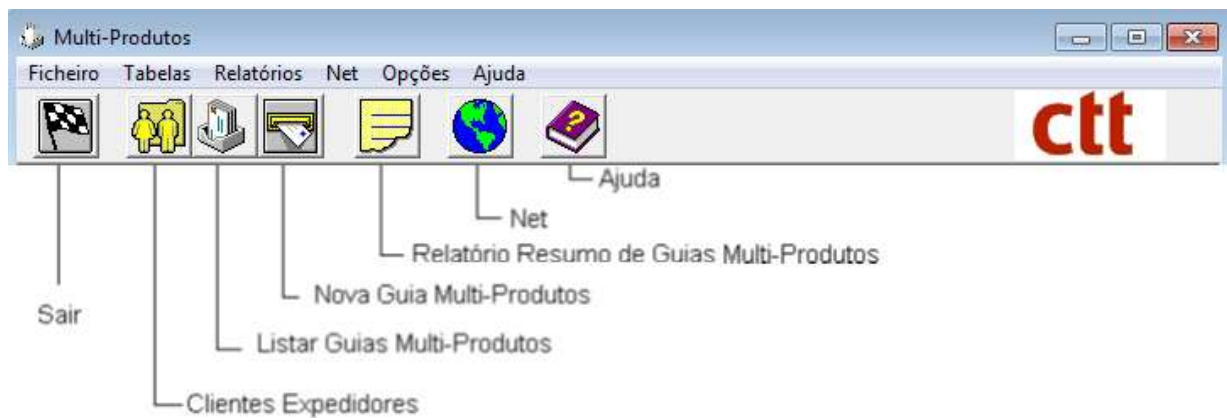 Multi-Produtos
Ficheiro Tabelas Relatórios Net Opções Ajuda
?
ctt
Ajuda
Net
Relatório Resumo de Guias Multi-Produtos
Nova Guia Multi-Produtos
Sair
Listar Guias Multi-Produtos
Clientes Expedidores